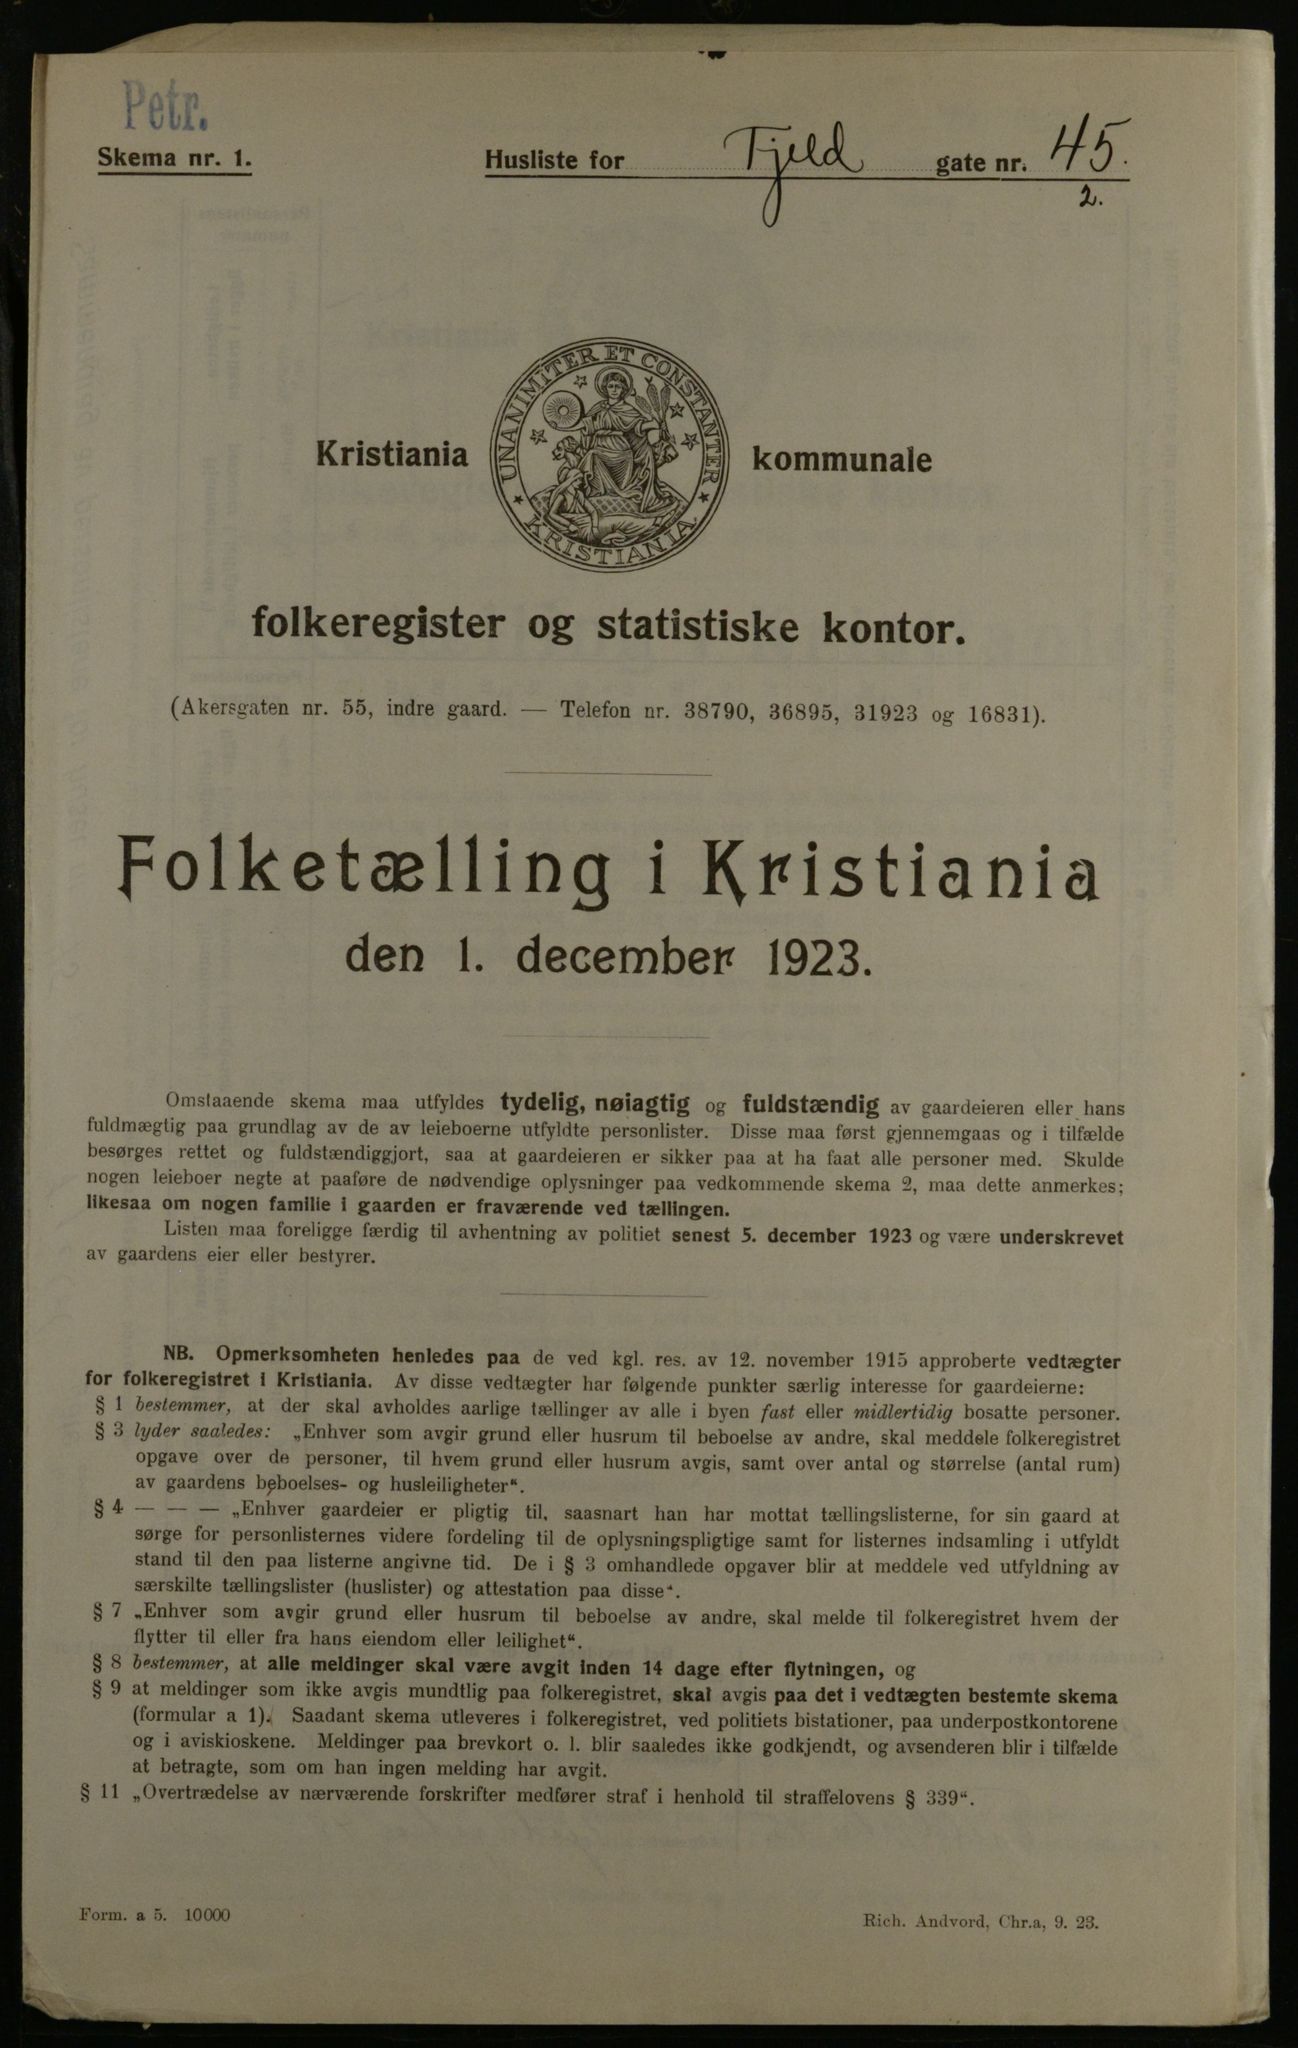 Petr.
Skema nr. 1.
Husliste for Fjeld gate nr. 45.
2.
UNANIMITER ET CONSTANTER
KRISTIANIA
Kristiania kommunale
folkeregister og statistiske kontor.
(Akersgaten nr. 55, indre gaard. — Telefon nr. 38790, 36895, 31923 og 16831).
Folketælling i Kristiania
den 1. december 1923.
Omstaaende skema maa utfyldes tydelig, nøiagtig og fuldstændig av gaardeieren eller hans
fuldmægtig paa grundlag av de av leieboerne utfyldte personlister. Disse maa først gjennemgaas og i tilfælde
besørges rettet og fuldstændiggjort, saa at gaardeieren er sikker paa at ha faat alle personer med. Skulde
nogen leieboer negte at paaføre de nødvendige oplysninger paa vedkommende skema 2, maa dette anmerkes;
likesaa om nogen familie i gaarden er fraværende ved tællingen.
Listen maa foreligge færdig til avhentning av politiet senest 5. december 1923 og være underskrevet
av gaardens eier eller bestyrer.
NB. Opmerksomheten henledes paa de ved kgl. res. av 12. november 1915 approberte vedtægter
for folkeregistret i Kristiania. Av disse vedtægter har følgende punkter særlig interesse for gaardeierne:
§ 1 bestemmer, at der skal avholdes aarlige tællinger av alle i byen fast eller midlertidig bosatte personer.
§ 3 lyder saaledes: „Enhver som avgir grund eller husrum til beboelse av andre, skal meddele folkeregistret
opgave over de personer, til hvem grund eller husrum avgis, samt over antal og størrelse (antal rum)
av gaardens beboelses- og husleiligheter“.
§ 4 — — — „Enhver gaardeier er pligtig til, saasnart han har mottat tællingslisterne, for sin gaard at
sørge for personlisternes videre fordeling til de oplysningspligtige samt for listernes indsamling i utfyldt
stand til den paa listerne angivne tid. De i § 3 omhandlede opgaver blir at meddele ved utfyldning av
særskilte tællingslister (huslister) og attestation paa disse“.
§ 7 „Enhver som avgir grund eller husrum til beboelse av andre, skal melde til folkeregistret hvem der
flytter til eller fra hans eiendom eller leilighet“.
§ 8 bestemmer, at alle meldinger skal være avgit inden 14 dage efter flytningen, og
§ 9 at meldinger som ikke avgis mundtlig paa folkeregistret, skal avgis paa det i vedtægten bestemte skema
(formular a 1). Saadant skema utleveres i folkeregistret, ved politiets bistationer, paa underpostkontorene
og i aviskioskene. Meldinger paa brevkort o. l. blir saaledes ikke godkjendt, og avsenderen blir i tilfælde
at betragte, som om han ingen melding har avgit.
§ 11 „Overtrædelse av nærværende forskrifter medfører straf i henhold til straffelovens § 339“.
Form. a 5. 10000
Rich. Andvord, Chr.a, 9. 23.